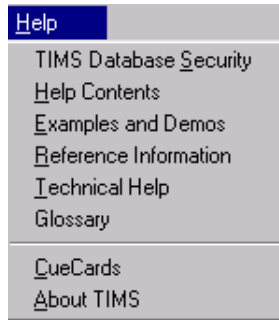 Help
TIMS Database Security
Help Contents
Examples and Demos
Reference Information
Technical Help
Glossary
CueCards
About TIMS